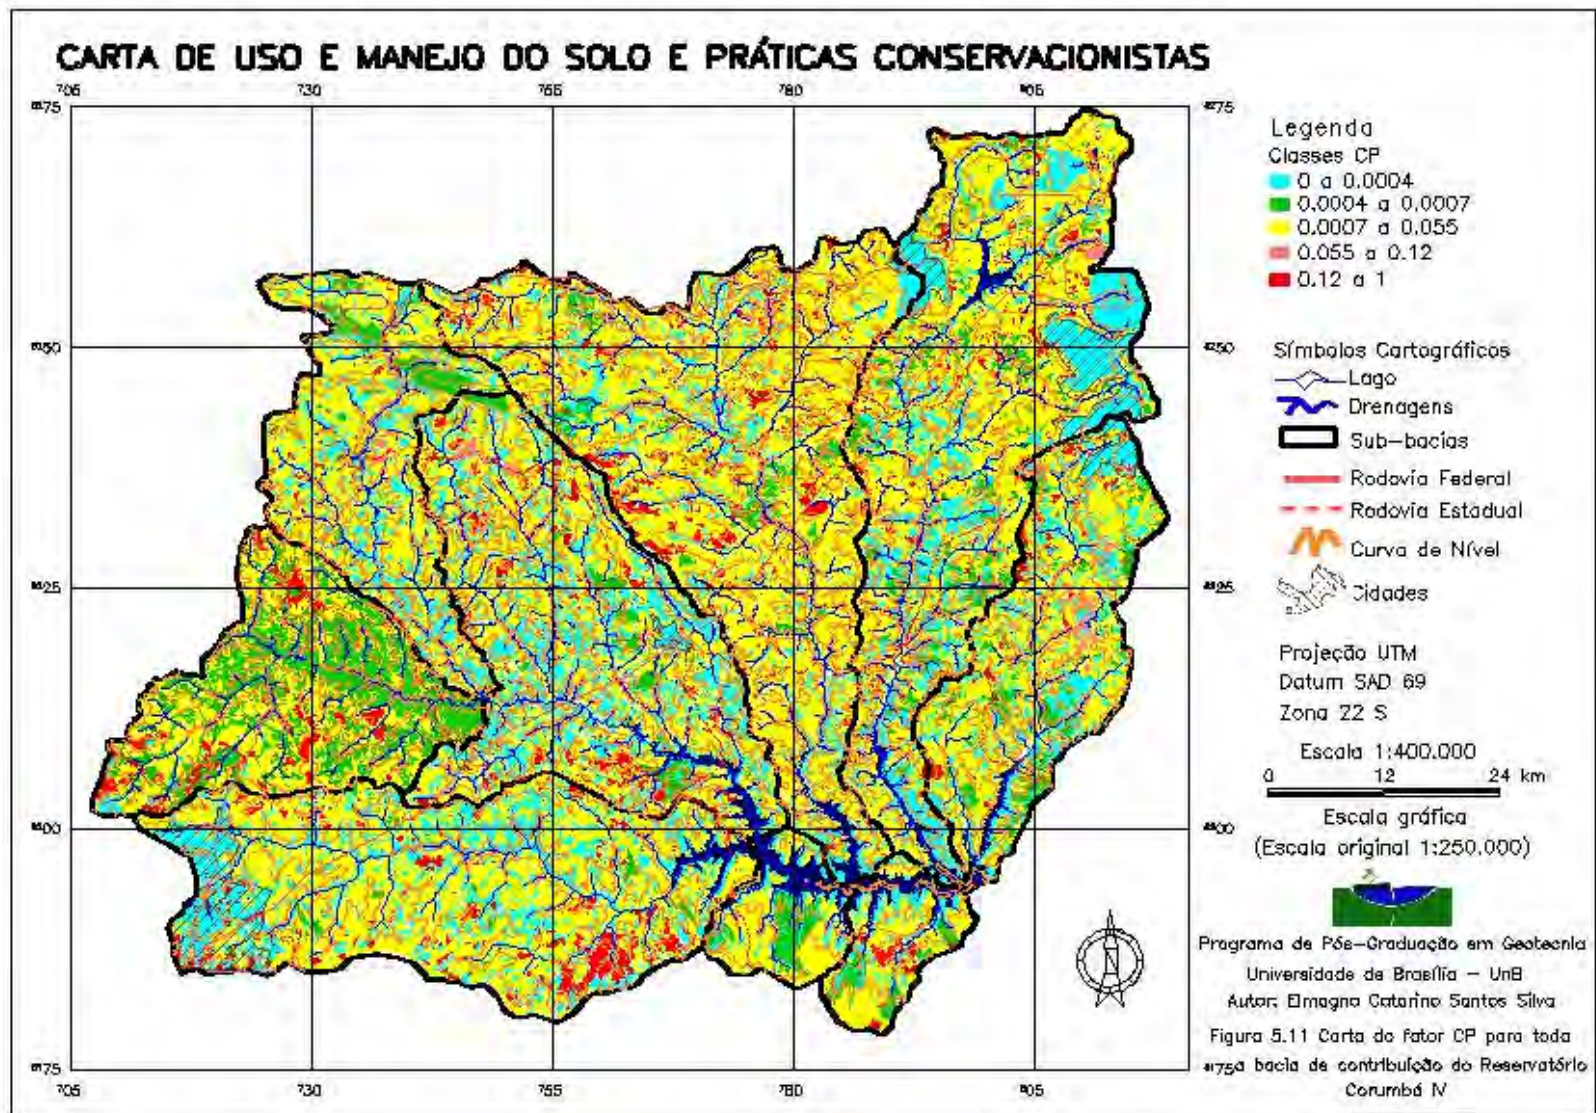 CARTA DE USO E MANEJO DO SOLO E PRÁTICAS CONSERVACIONISTAS
705 730 755 780 805
Legenda
Classes CP
0 a 0.0004
0.0004 a 0.0007
0.0007 a 0.055
0.055 a 0.12
0.12 a 1
Símbolos Cartográficos
Lago
Drenagens
Sub-bacias
Rodovia Federal
Rodovia Estadual
Curva de Nível
Cidades
Projeção UTM
Datum SAD 69
Zona 22 S
Escala 1:400.000
0 12 24 km
Escala gráfica
(Escala original 1:250.000)
Programa de Pós-Graduação em Geotecnia
Universidade de Brasília - UnB
Autor: Elmagno Catarino Santos Silva
Figura 5.11 Carta do fator CP para toda
a bacia de contribuição do Reservatório
Corumbá IV
705 730 755 780 805